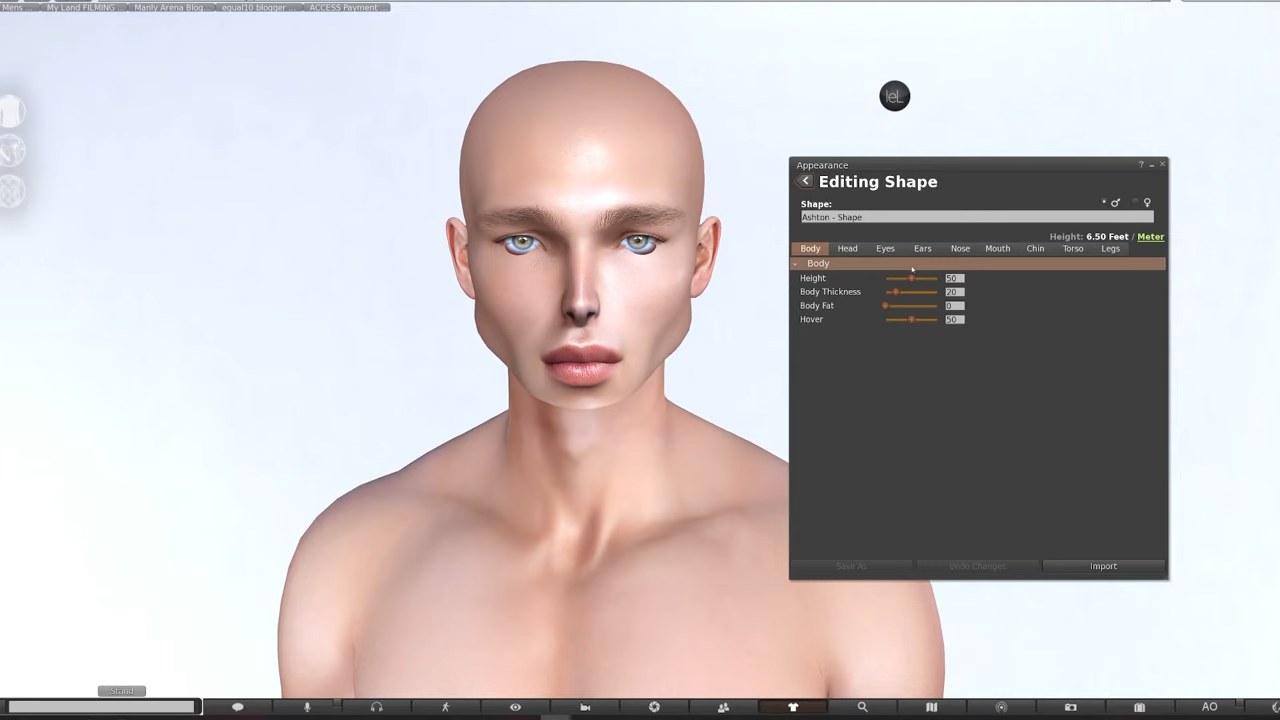 Mens ... My Land FILMING ... Manly Arena Blog equal10 blogger ... ACCESS Payment...
leL
Appearance ?
Editing Shape
Shape:
Ashton - Shape
Height: 6.50 Feet / Meter
Body Head Eyes Ears Nose Mouth Chin Torso Legs
Body
Height 50
Body Thickness 20
Body Fat 0
Hover 50
Save As Undo Changes Import
Stand
AO